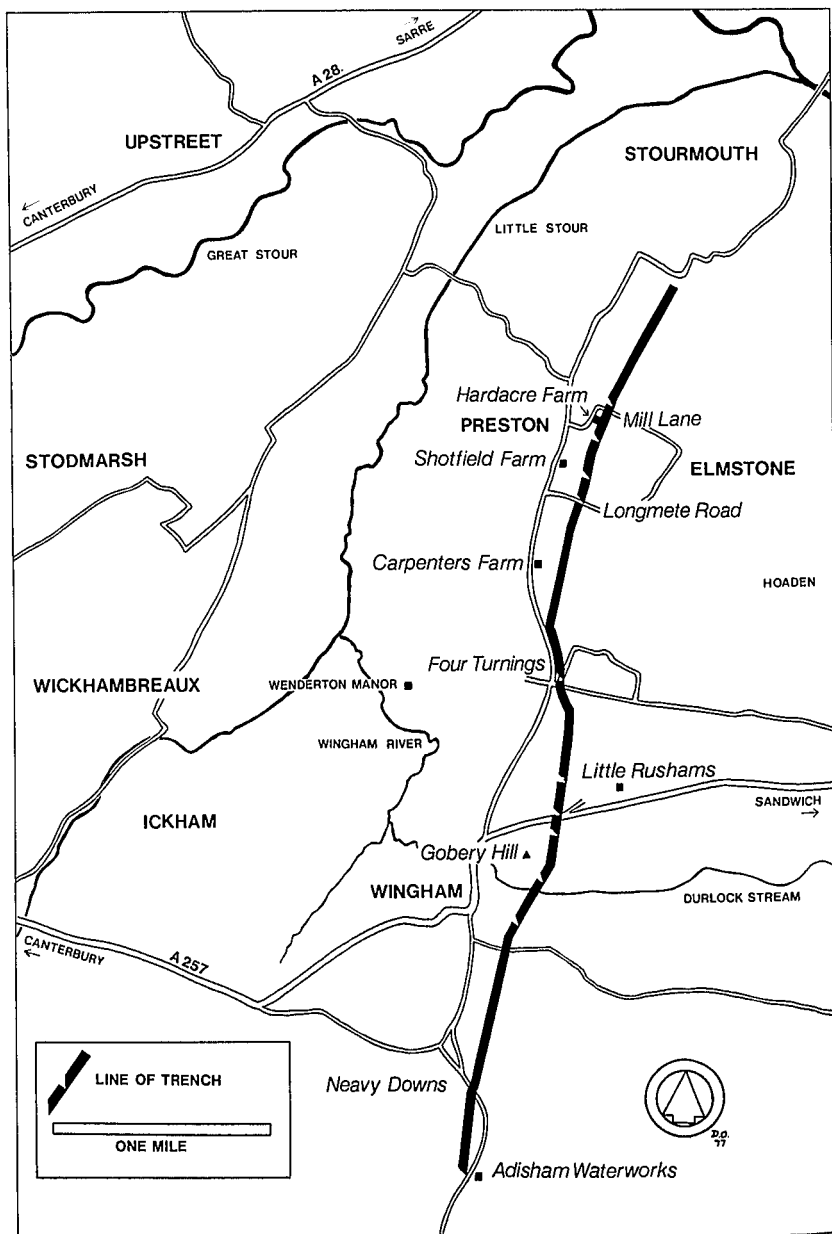 SARRE
A 28.
UPSTREET
STOURMOUTH
CANTERBURY
LITTLE STOUR
GREAT STOUR
Hardacre Farm
Mill Lane
PRESTON
STODMARSH
Shotfield Farm
ELMSTONE
Longmete Road
Carpenters Farm
HOADEN
Four Turnings
WICKHAMBREAUX
WENDERTON MANOR
WINGHAM RIVER
Little Rushams
SANDWICH
ICKHAM
Gobery Hill
WINGHAM
DURLOCK STREAM
CANTERBURY
A 257
LINE OF TRENCH
Neavy Downs
ONE MILE
D.O.
77
Adisham Waterworks